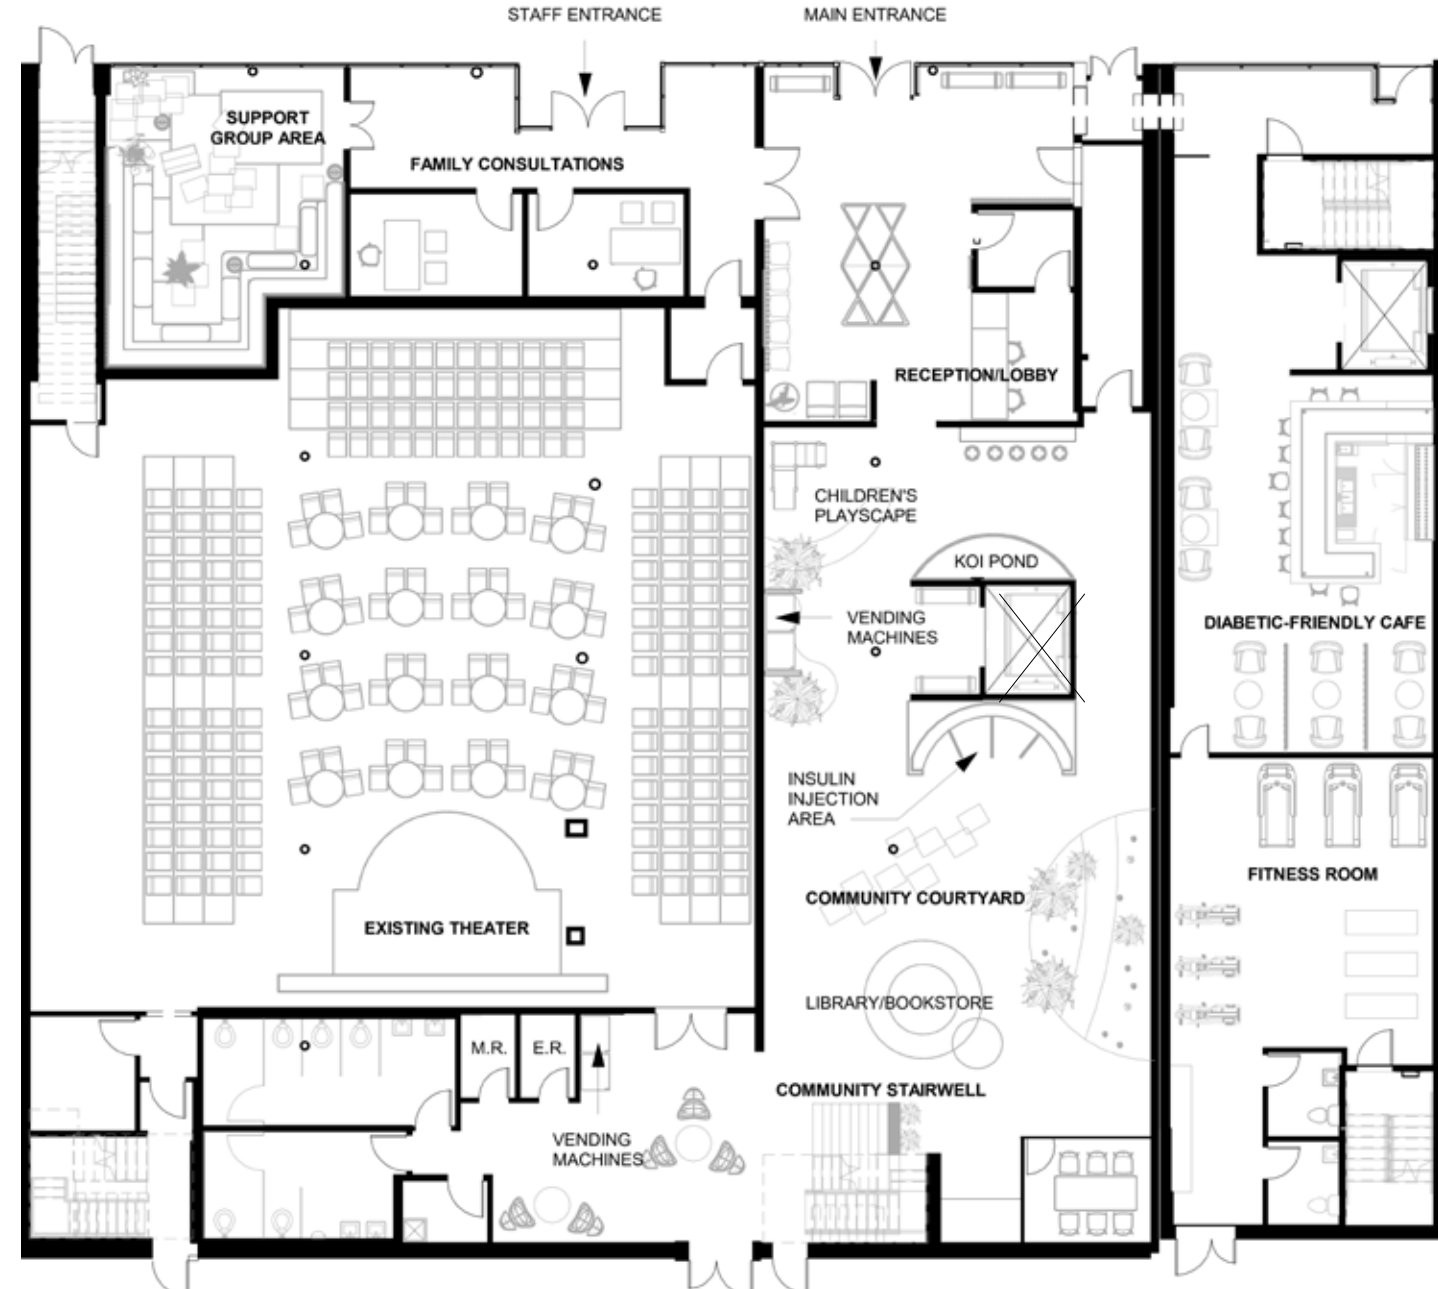 STAFF ENTRANCE
MAIN ENTRANCE
SUPPORT
GROUP AREA
FAMILY CONSULTATIONS
RECEPTION/LOBBY
CHILDREN'S
PLAYSCAPE
KOI POND
VENDING
MACHINES
DIABETIC-FRIENDLY CAFE
INSULIN
INJECTION
AREA
FITNESS ROOM
COMMUNITY COURTYARD
EXISTING THEATER
LIBRARY/BOOKSTORE
M.R.
E.R.
COMMUNITY STAIRWELL
VENDING
MACHINES